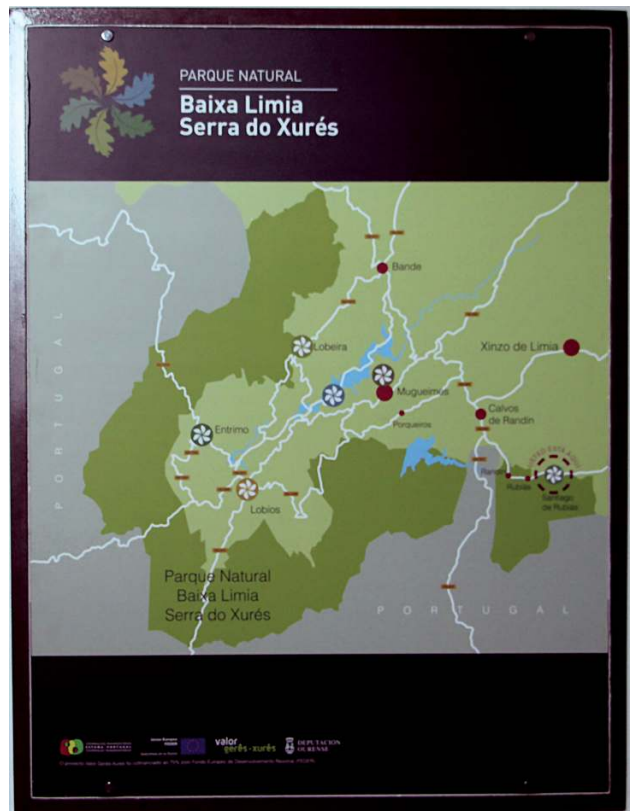 PARQUE NATURAL
Baixa Limia
Serra do Xurés
Bande
Lobeira
Xinzo de Limia
Mugueimes
Calvos
de Randín
Porqueiros
Entrimo
PORTUGAL
Randín
Rubiás
Santiago
de Rubiás
Lobios
Parque Natural
Baixa Limia
Serra do Xurés
PORTUGAL
valor
gerês-xurés
DEPUTACIÓN
OURENSE